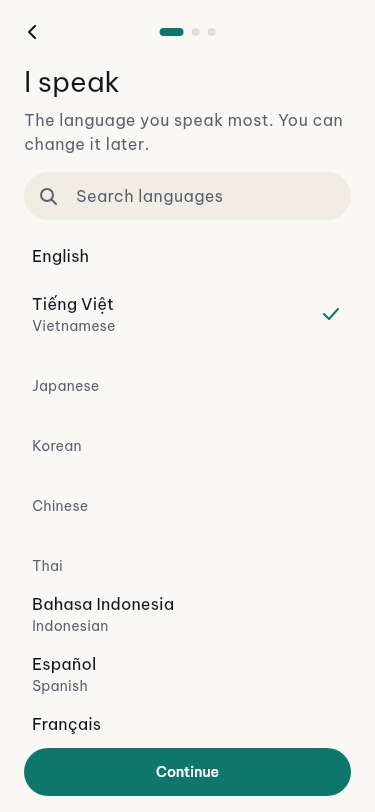 I speak
The language you speak most. You can
change it later.
Search languages
English
Tiếng Việt
Vietnamese
Japanese
Korean
Chinese
Thai
Bahasa Indonesia
Indonesian
Español
Spanish
Français
Continue